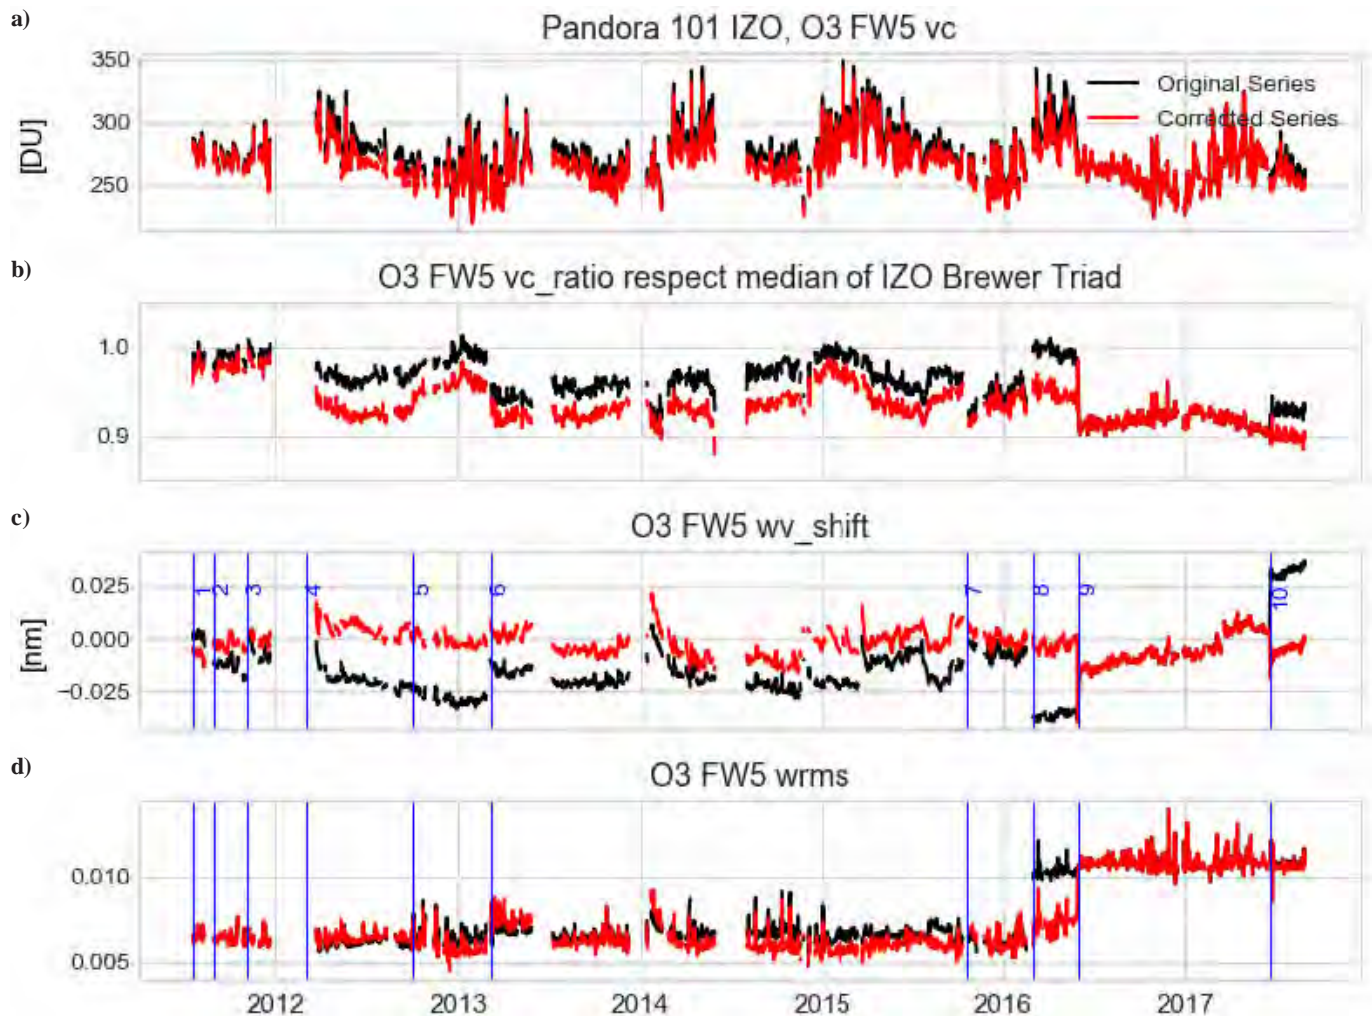 a)
Pandora 101 IZO, O3 FW5 vc
350
300
250
[DU]
Original Series
Corrected Series
b)
O3 FW5 vc_ratio respect median of IZO Brewer Triad
1.0
0.9
c)
O3 FW5 wv_shift
0.025
0.000
−0.025
[nm]
1
2
3
4
5
6
7
8
9
10
d)
O3 FW5 wrms
0.010
0.005
2012
2013
2014
2015
2016
2017